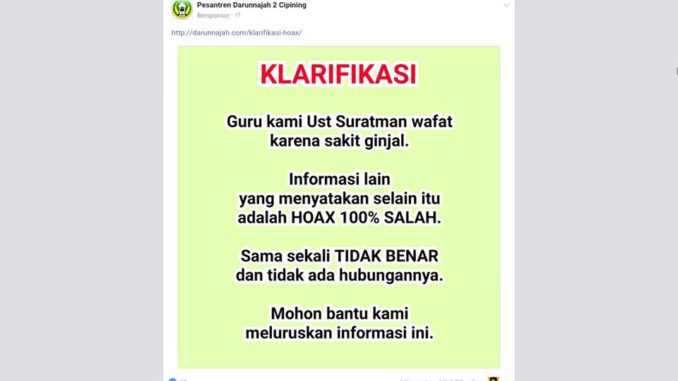 Pesantren Darunnajah 2 Cipining
Bersponsor ·
http://darunnajah.com/klarifikasi-hoax/
KLARIFIKASI
Guru kami Ust Suratman wafat
karena sakit ginjal.
Informasi lain
yang menyatakan selain itu
adalah HOAX 100% SALAH.
Sama sekali TIDAK BENAR
dan tidak ada hubungannya.
Mohon bantu kami
meluruskan informasi ini.